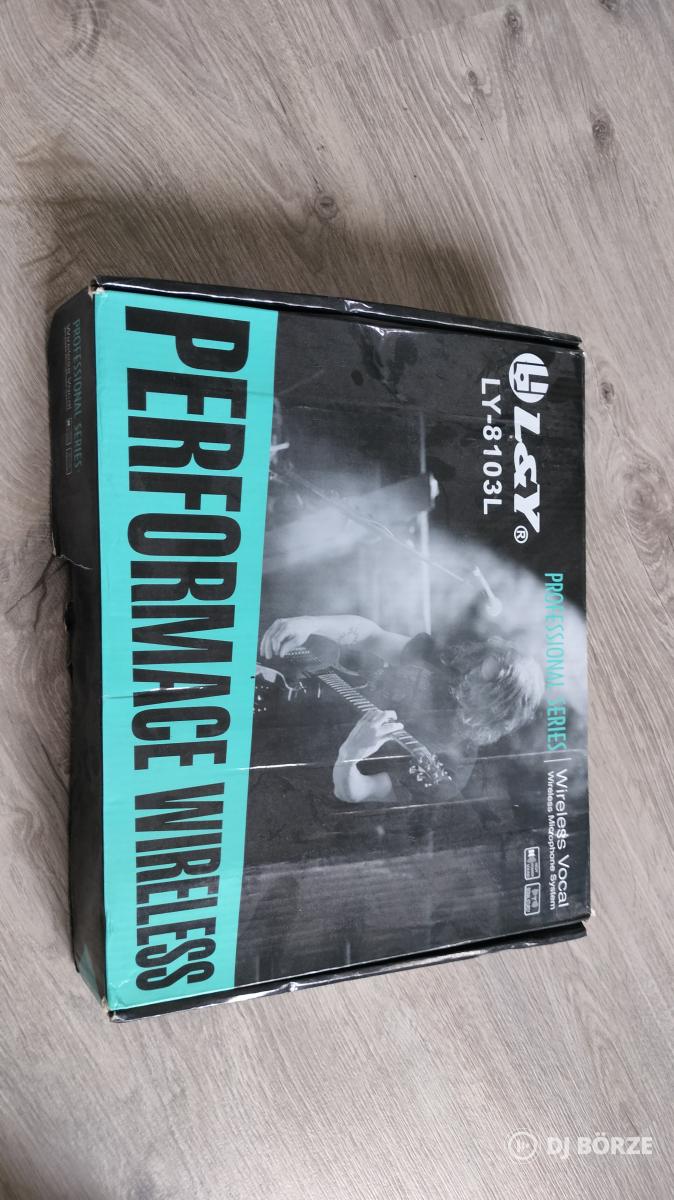 L&Y®
LY-8103L
PROFESSIONAL SERIES | Wireless Vocal
Wireless Microphone System
PERFORMACE WIRELESS
PROFESSIONAL SERIES
DJ BÖRZE